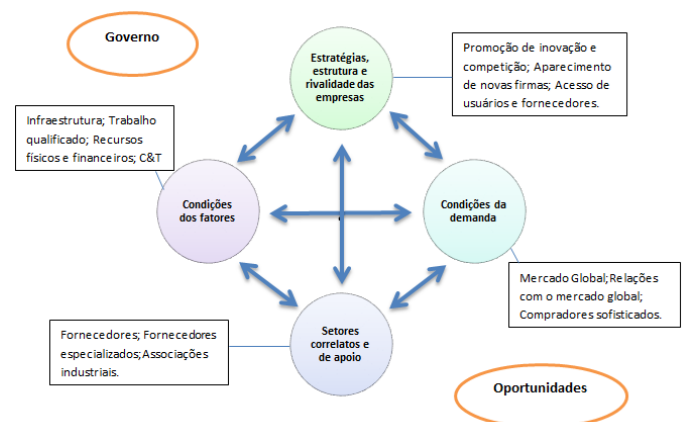 Governo
Estratégias,
estrutura e
rivalidade das
empresas
Promoção de inovação e
competição; Aparecimento
de novas firmas; Acesso de
usuários e fornecedores.
Infraestrutura; Trabalho
qualificado; Recursos
físicos e financeiros; C&T
Condições
dos fatores
Condições da
demanda
Mercado Global;Relações
com o mercado global;
Compradores sofisticados.
Fornecedores; Fornecedores
especializados;Associações
industriais.
Setores
correlatos e
de apoio
Oportunidades